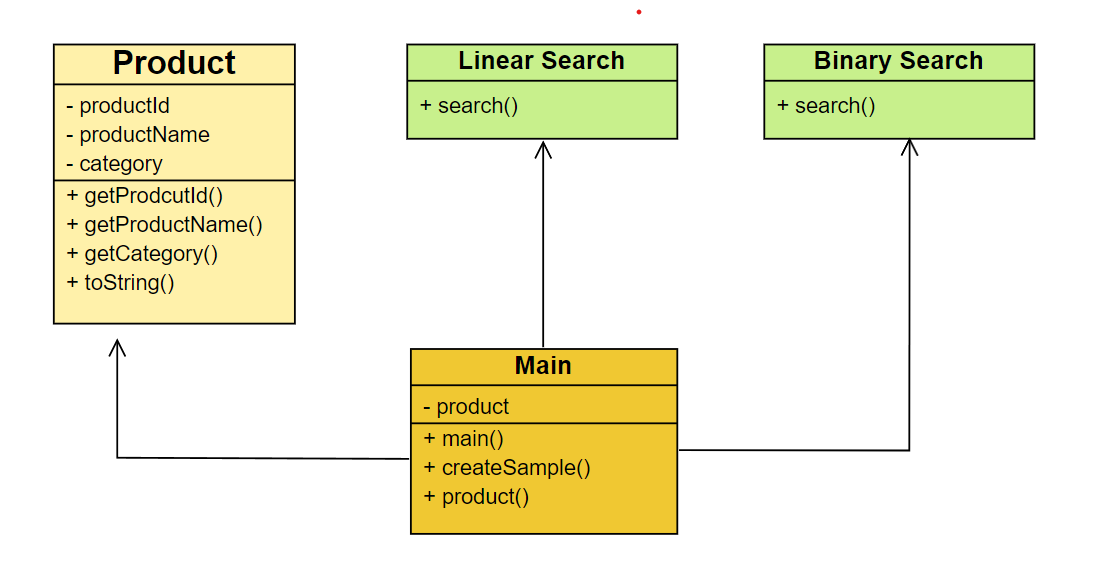 Product
- productId
- productName
- category
+ getProdcutId()
+ getProductName()
+ getCategory()
+ toString()
Linear Search
+ search()
Binary Search
+ search()
Main
- product
+ main()
+ createSample()
+ product()